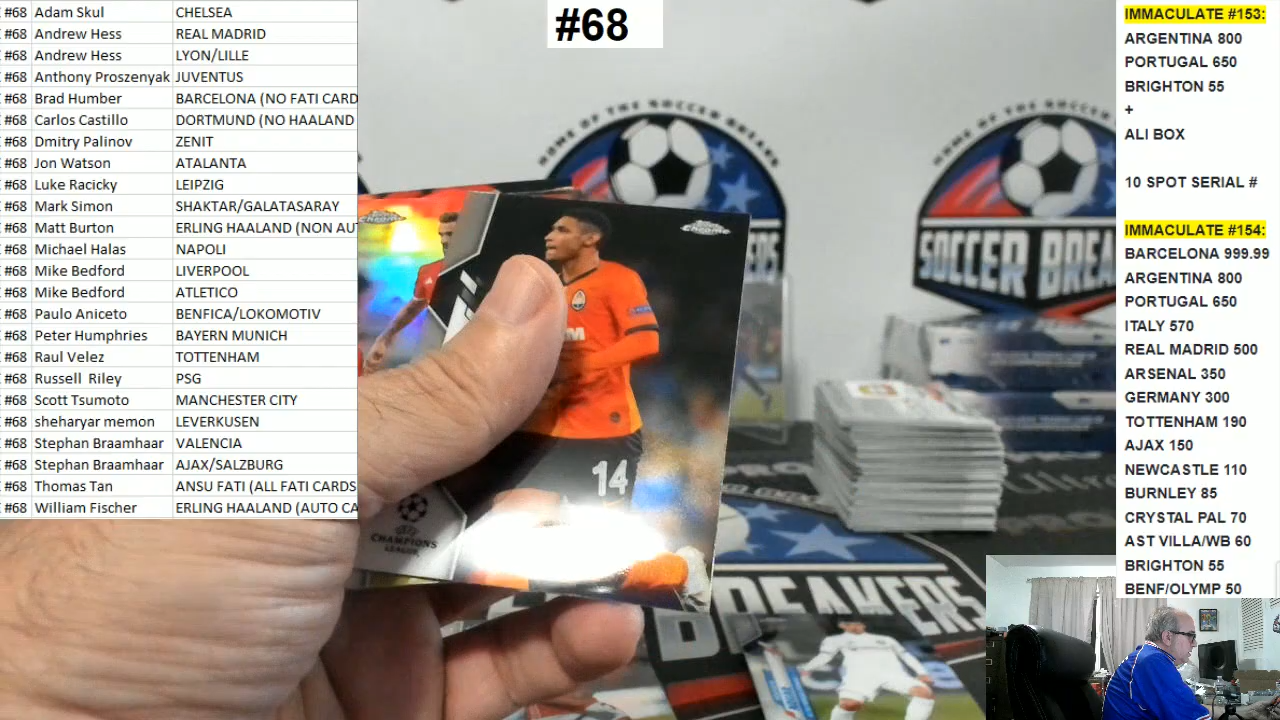 #68 Adam Skul CHELSEA
#68 Andrew Hess REAL MADRID
#68 Andrew Hess LYON/LILLE
#68 Anthony Proszenyak JUVENTUS
#68 Brad Humber BARCELONA (NO FATI CARD
#68 Carlos Castillo DORTMUND (NO HAALAND
#68 Dmitry Palinov ZENIT
#68 Jon Watson ATALANTA
#68 Luke Racicky LEIPZIG
#68 Mark Simon SHAKTAR/GALATASARAY
#68 Matt Burton ERLING HAALAND (NON AU
#68 Michael Halas NAPOLI
#68 Mike Bedford LIVERPOOL
#68 Mike Bedford ATLETICO
#68 Paulo Aniceto BENFICA/LOKOMOTIV
#68 Peter Humphries BAYERN MUNICH
#68 Raul Velez TOTTENHAM
#68 Russell Riley PSG
#68 Scott Tsumoto MANCHESTER CITY
#68 sheharyar memon LEVERKUSEN
#68 Stephan Braamhaar VALENCIA
#68 Stephan Braamhaar AJAX/SALZBURG
#68 Thomas Tan ANSU FATI (ALL FATI CARDS
#68 William Fischer ERLING HAALAND (AUTO CA
#68
HOME OF THE SOCCER BREAKS
SOCCER BREA
14
CHAMPIONS
LEAGUE
BREAKERS
IMMACULATE #153:
ARGENTINA 800
PORTUGAL 650
BRIGHTON 55
+
ALI BOX
10 SPOT SERIAL #
IMMACULATE #154:
BARCELONA 999.99
ARGENTINA 800
PORTUGAL 650
ITALY 570
REAL MADRID 500
ARSENAL 350
GERMANY 300
TOTTENHAM 190
AJAX 150
NEWCASTLE 110
BURNLEY 85
CRYSTAL PAL 70
AST VILLA/WB 60
BRIGHTON 55
BENF/OLYMP 50